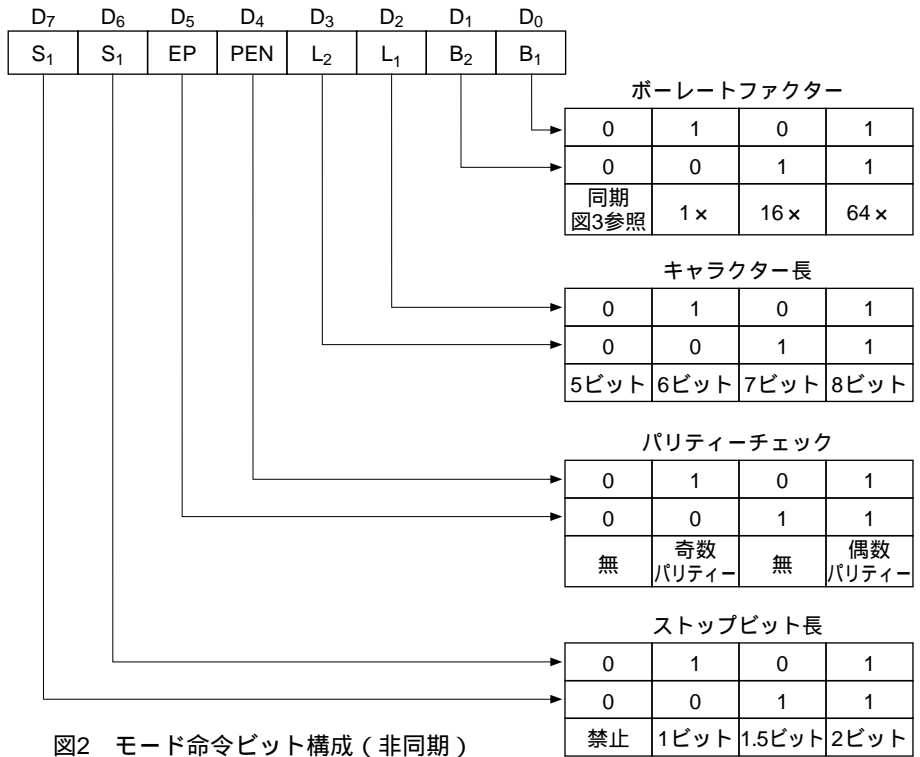 D7 D6 D5 D4 D3 D2 D1 D0
S1 S1 EP PEN L2 L1 B2 B1
ボーレートファクター
0 1 0 1
0 0 1 1
同期
図3参照 1× 16× 64×
キャラクター長
0 1 0 1
0 0 1 1
5ビット 6ビット 7ビット 8ビット
パリティーチェック
0 1 0 1
0 0 1 1
無 奇数
パリティー 無 偶数
パリティー
ストップビット長
0 1 0 1
0 0 1 1
禁止 1ビット 1.5ビット 2ビット
図2 モード命令ビット構成(非同期)